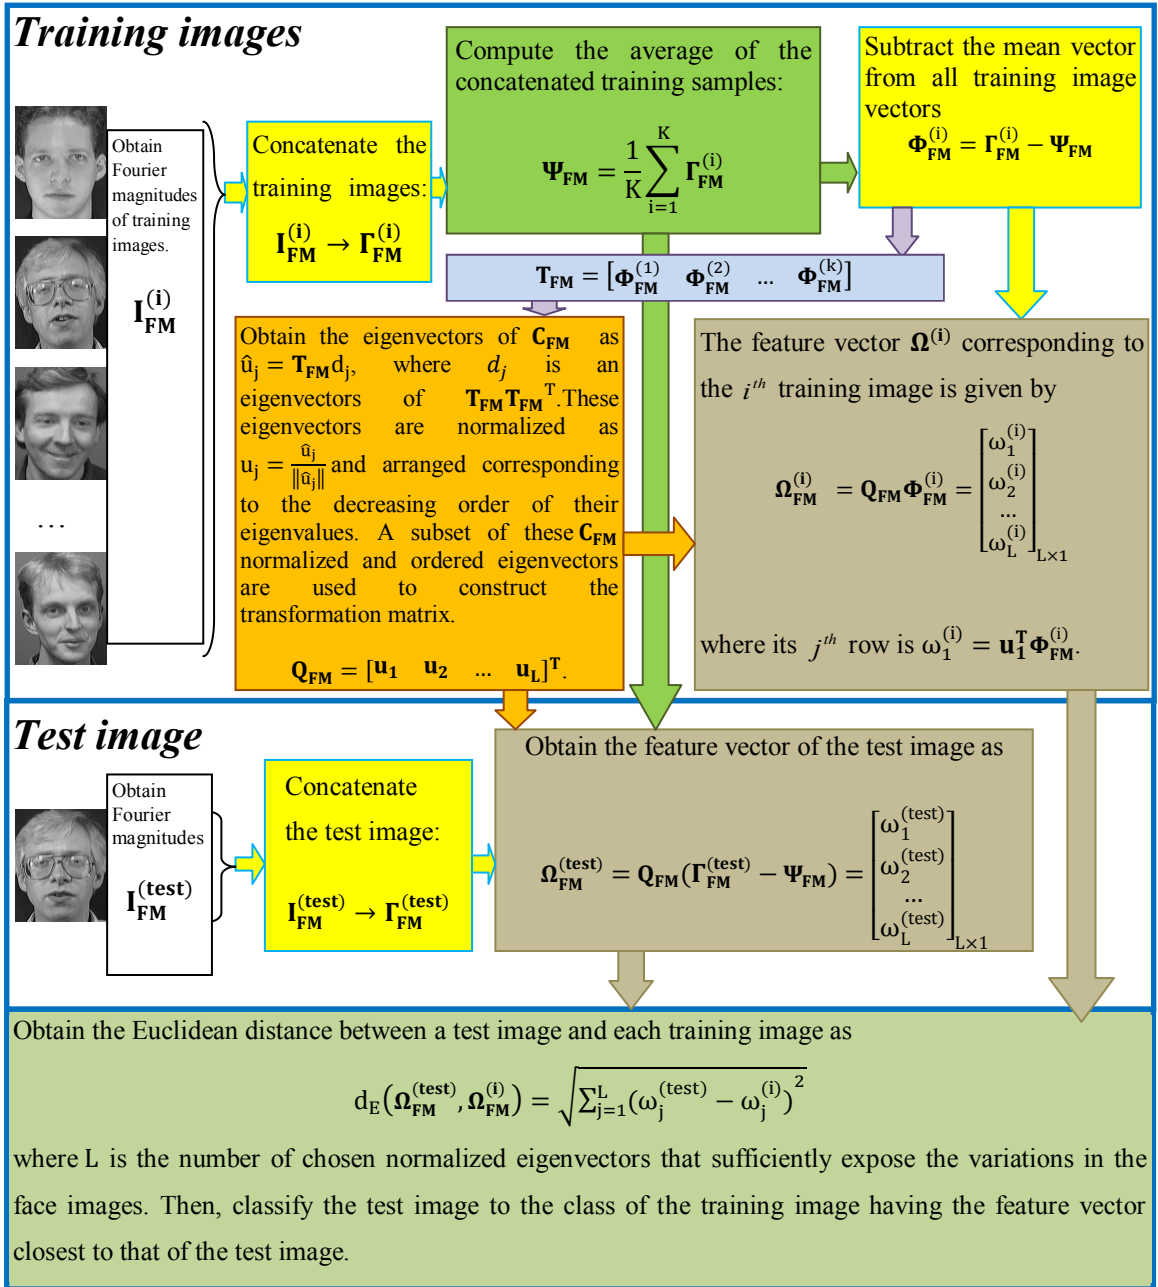 Training images
Obtain
Fourier
magnitudes
of training
images.
I_FM^(i)
Concatenate the
training images:
I_FM^(i) → Γ_FM^(i)
Compute the average of the
concatenated training samples:
Ψ_FM = 1/K ∑_{i=1}^{K} Γ_FM^(i)
Subtract the mean vector
from all training image
vectors
Φ_FM^(i) = Γ_FM^(i) − Ψ_FM
T_FM = [Φ_FM^(1) Φ_FM^(2) ... Φ_FM^(k)]
Obtain the eigenvectors of C_FM as
û_j = T_FM d_j, where d_j is an
eigenvectors of T_FM T_FM^T.These
eigenvectors are normalized as
u_j = û_j/‖û_j‖ and arranged corresponding
to the decreasing order of their
eigenvalues. A subset of these C_FM
normalized and ordered eigenvectors
are used to construct the
transformation matrix.
Q_FM = [u_1 u_2 ... u_L]^T.
The feature vector Ω^(i) corresponding to
the i^th training image is given by
Ω_FM^(i) = Q_FM Φ_FM^(i) = [ω_1^(i) ω_2^(i) ... ω_L^(i)]_L×1
where its j^th row is ω_1^(i) = u_1^T Φ_FM^(i).
...
Test image
Obtain
Fourier
magnitudes
I_FM^(test)
Concatenate
the test image:
I_FM^(test) → Γ_FM^(test)
Obtain the feature vector of the test image as
Ω_FM^(test) = Q_FM(Γ_FM^(test) − Ψ_FM) = [ω_1^(test) ω_2^(test) ... ω_L^(test)]_L×1
Obtain the Euclidean distance between a test image and each training image as
d_E(Ω_FM^(test), Ω_FM^(i)) = √(∑_{j=1}^{L}(ω_j^(test) − ω_j^(i))^2)
where L is the number of chosen normalized eigenvectors that sufficiently expose the variations in the
face images. Then, classify the test image to the class of the training image having the feature vector
closest to that of the test image.